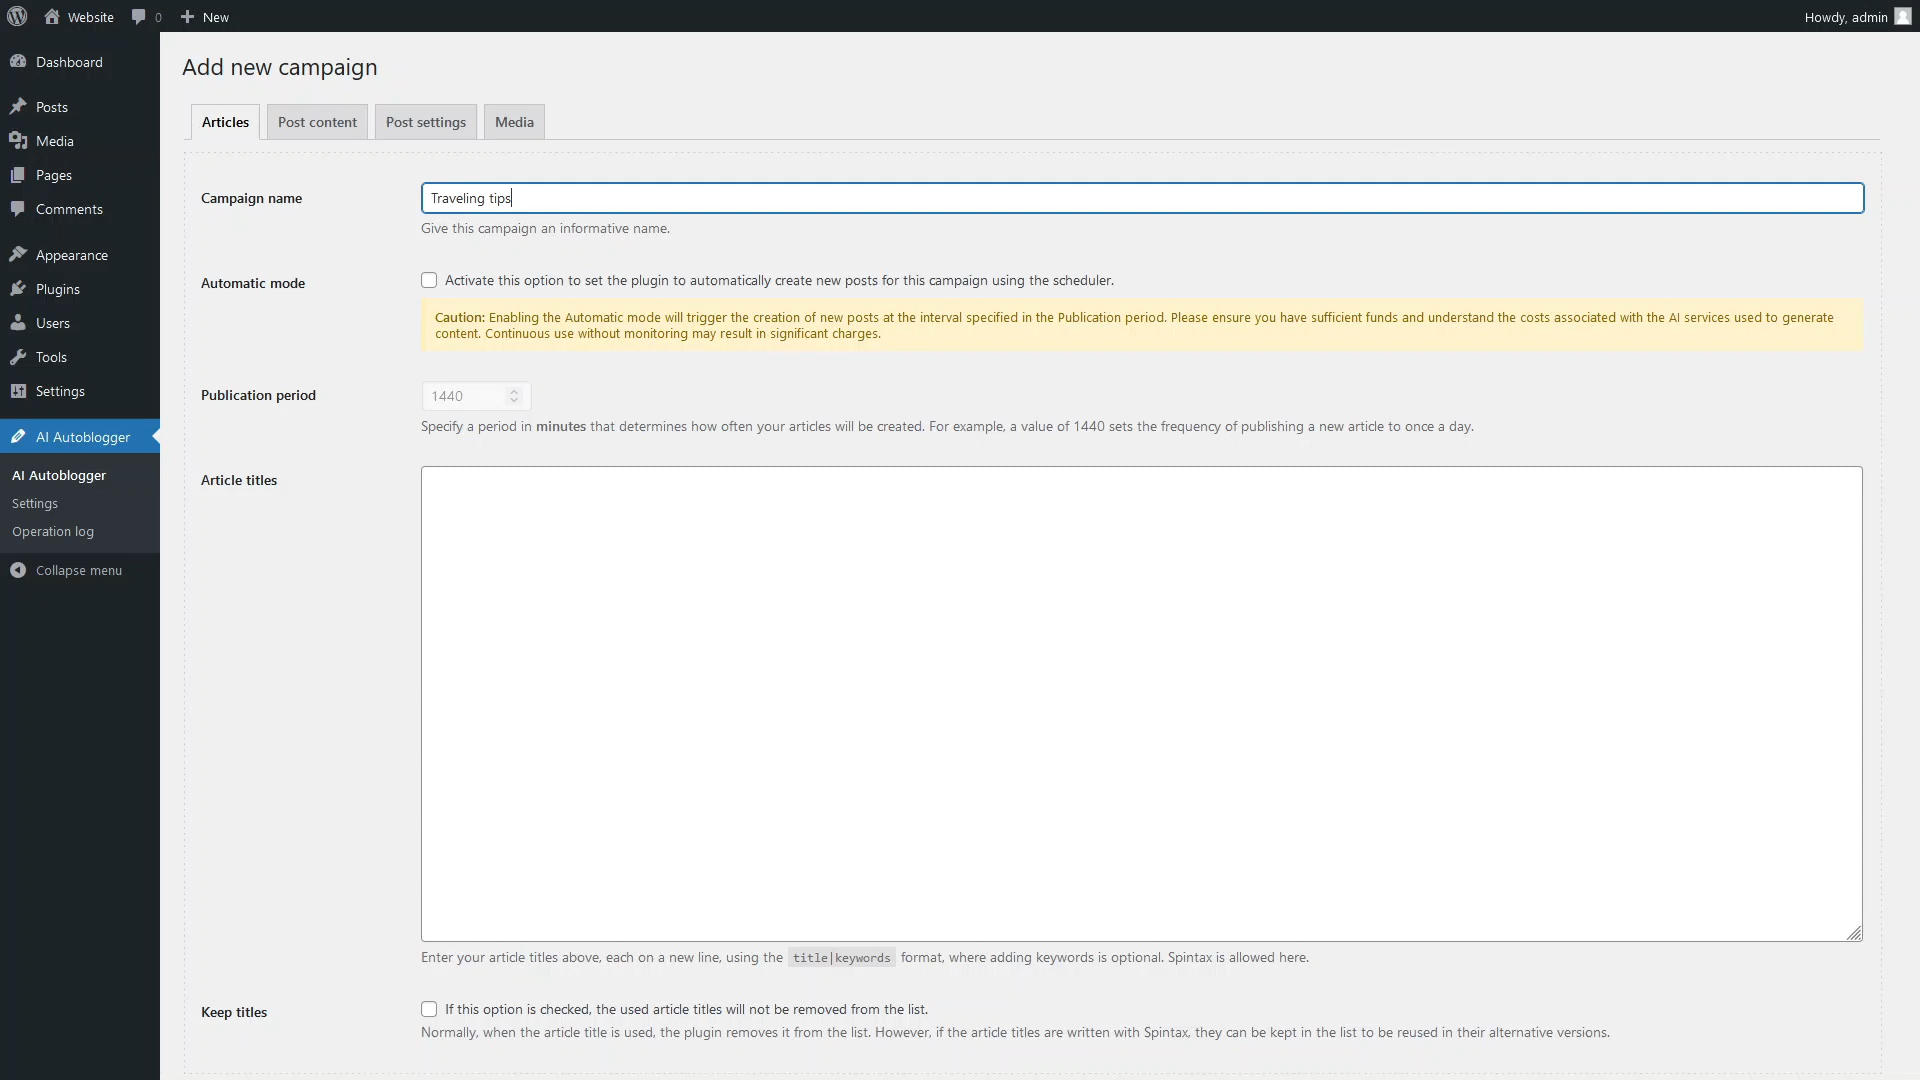 Website
0
New
Howdy, admin
Dashboard
Posts
Media
Pages
Comments
Appearance
Plugins
Users
Tools
Settings
AI Autoblogger
AI Autoblogger
Settings
Operation log
Collapse menu
Add new campaign
Articles
Post content
Post settings
Media
Campaign name
Traveling tips
Give this campaign an informative name.
Automatic mode
Activate this option to set the plugin to automatically create new posts for this campaign using the scheduler.
Caution: Enabling the Automatic mode will trigger the creation of new posts at the interval specified in the Publication period. Please ensure you have sufficient funds and understand the costs associated with the AI services used to generate
content. Continuous use without monitoring may result in significant charges.
Publication period
1440
Specify a period in minutes that determines how often your articles will be created. For example, a value of 1440 sets the frequency of publishing a new article to once a day.
Article titles
Enter your article titles above, each on a new line, using the title|keywords format, where adding keywords is optional. Spintax is allowed here.
Keep titles
If this option is checked, the used article titles will not be removed from the list.
Normally, when the article title is used, the plugin removes it from the list. However, if the article titles are written with Spintax, they can be kept in the list to be reused in their alternative versions.